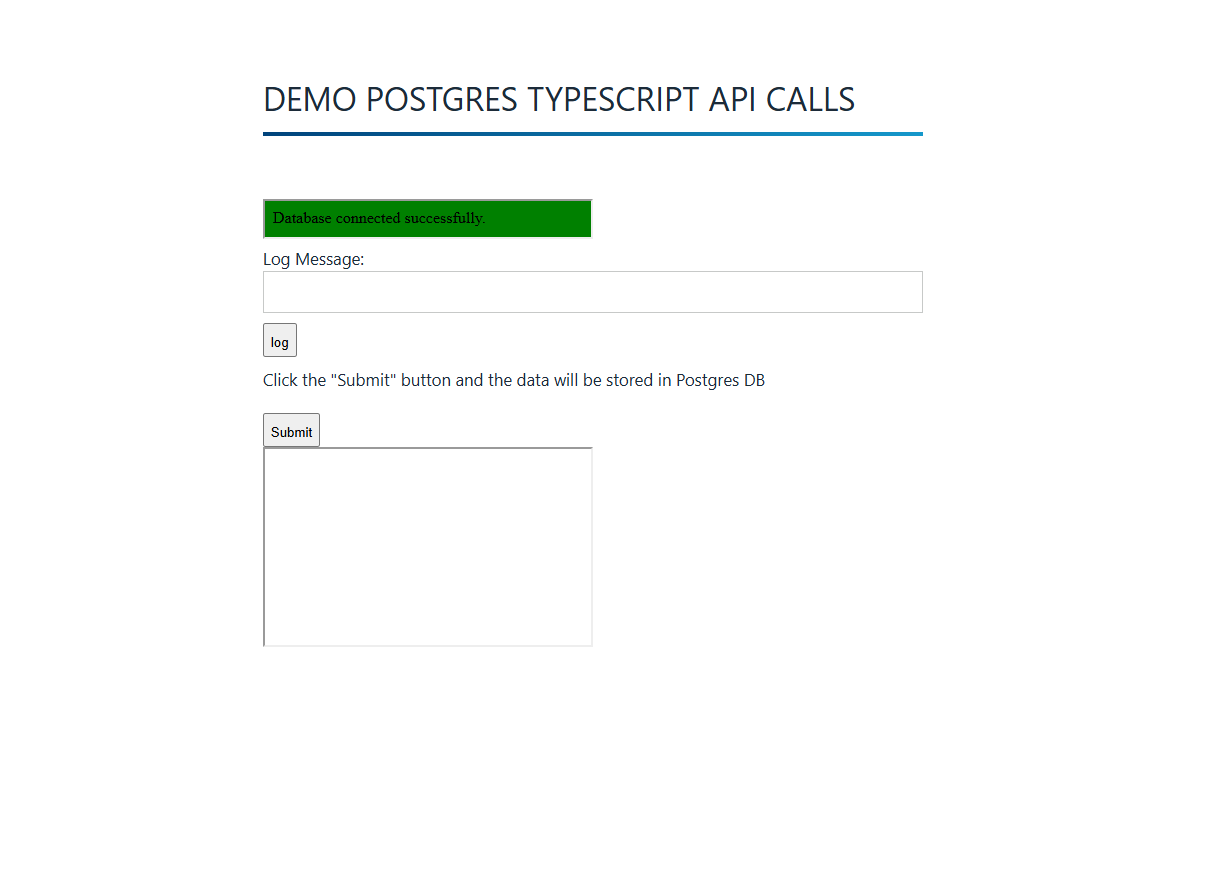 DEMO POSTGRES TYPESCRIPT API CALLS
Database connected successfully.
Log Message:
log
Click the "Submit" button and the data will be stored in Postgres DB
Submit